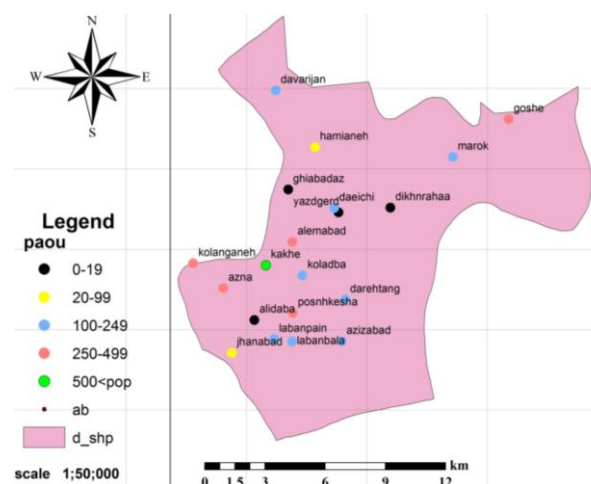 N
W E
S
davarijan
goshe
hamianeh
marok
ghiabadaz
yazdgerd daeichi dikhnrahaa
alemabad
kolanganeh kakhe
koladba
azna
darehtang
alidaba posnhkesha
labanpain azizabad
jhanabad labanbala
Legend
paou
0-19
20-99
100-249
250-499
500<pop
ab
d_shp
scale 1;50;000
km
0 1.5 3 6 9 12